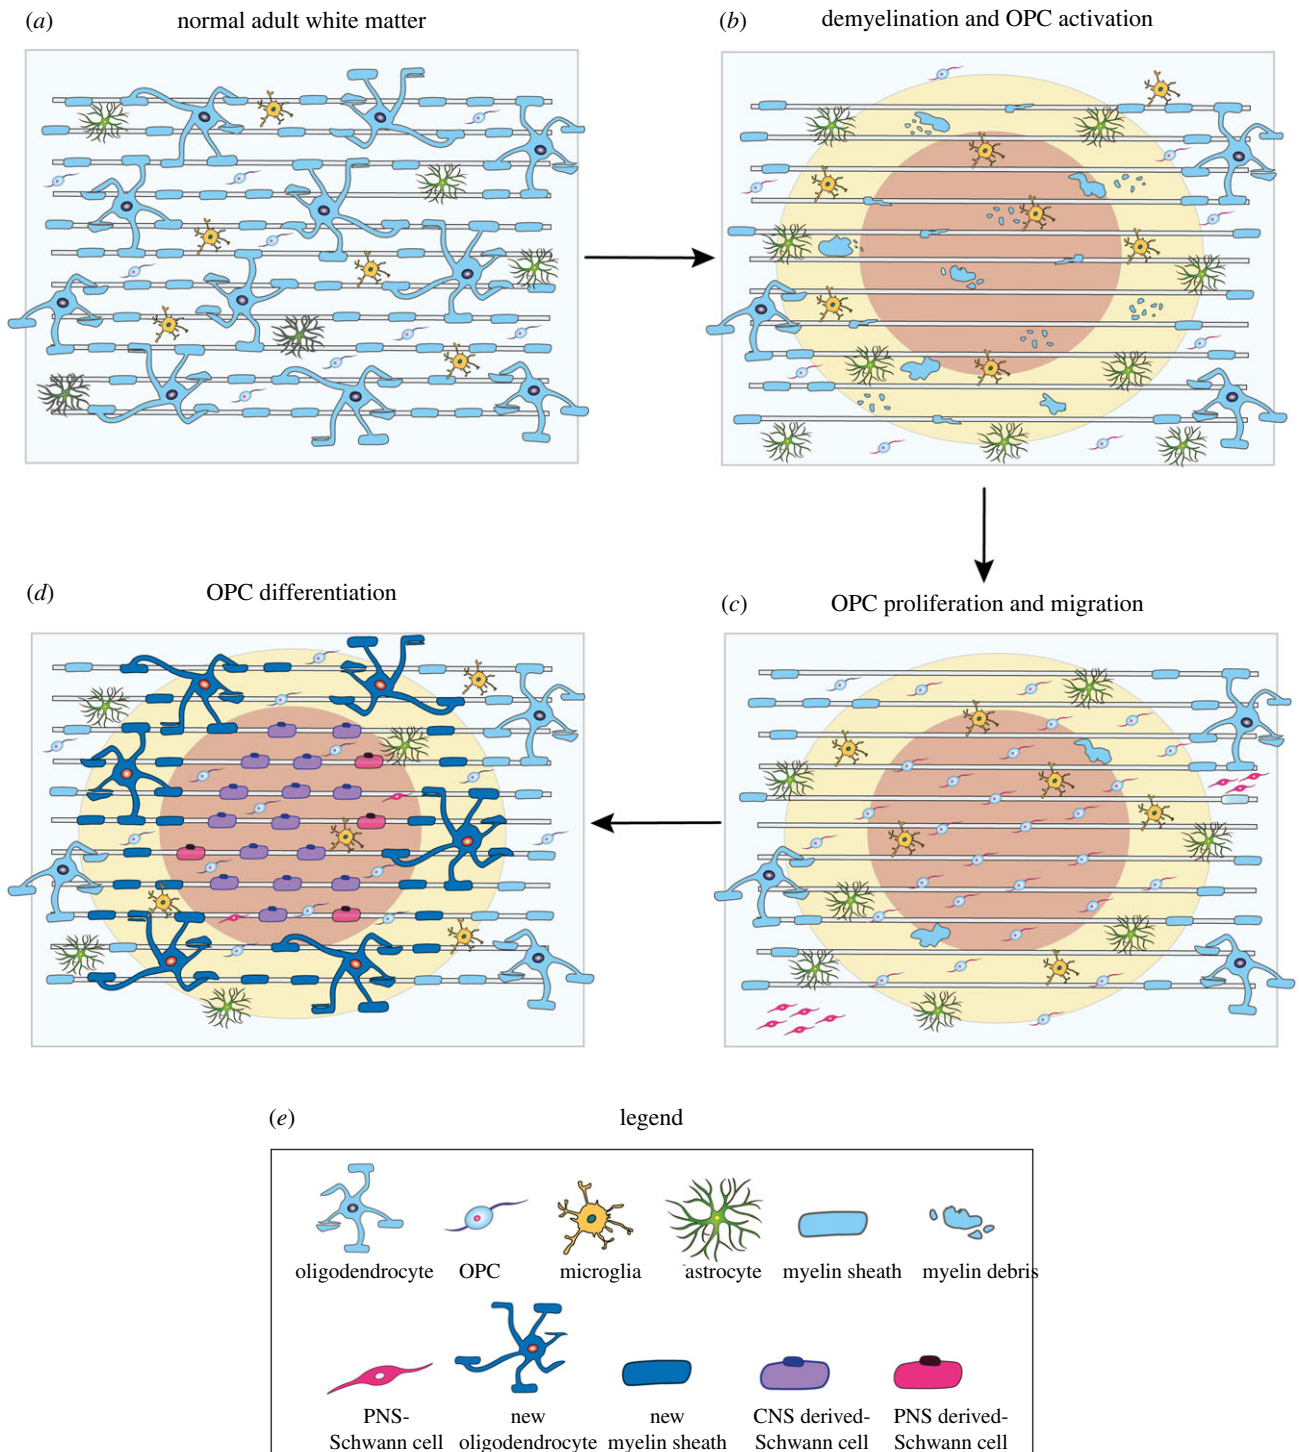 (a) normal adult white matter
(b) demyelination and OPC activation
(d) OPC differentiation
(c) OPC proliferation and migration
(e) legend
oligodendrocyte OPC microglia astrocyte myelin sheath myelin debris
PNS- new new CNS derived- PNS derived-
Schwann cell oligodendrocyte myelin sheath Schwann cell Schwann cell